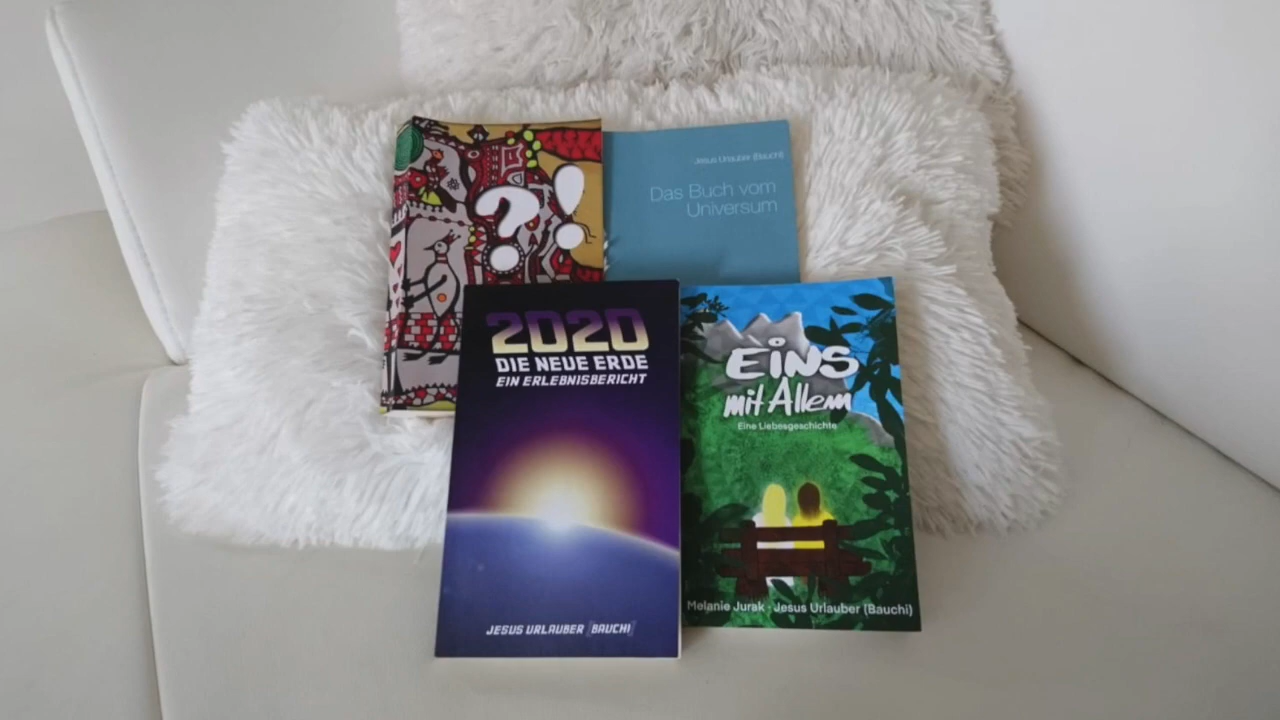 ?!
Jesus Urlauber (Bauchi)
Das Buch vom
Universum
2020
DIE NEUE ERDE
EIN ERLEBNISBERICHT
JESUS URLAUBER [BAUCHI]
EiNS
mit Allem
Eine Liebesgeschichte
Melanie Jurak · Jesus Urlauber (Bauchi)